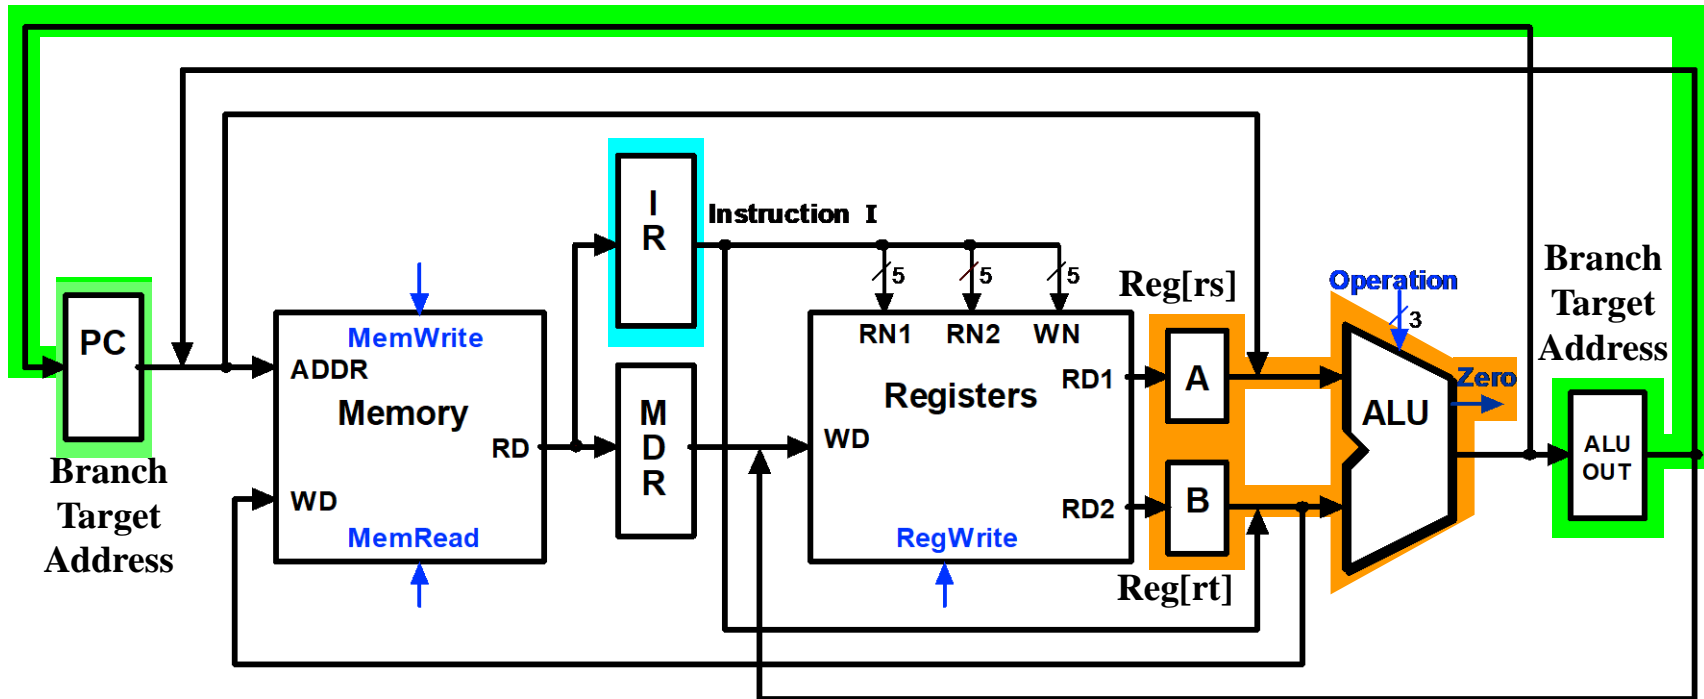 I
R
Instruction I
5
5
5
PC
Branch
Target
Address
MemWrite
ADDR
Memory
RD
WD
MemRead
M
D
R
RN1
RN2
WN
RD1
Registers
WD
RD2
RegWrite
Reg[rs]
A
B
Reg[rt]
Operation
3
Zero
ALU
Branch
Target
Address
ALU
OUT